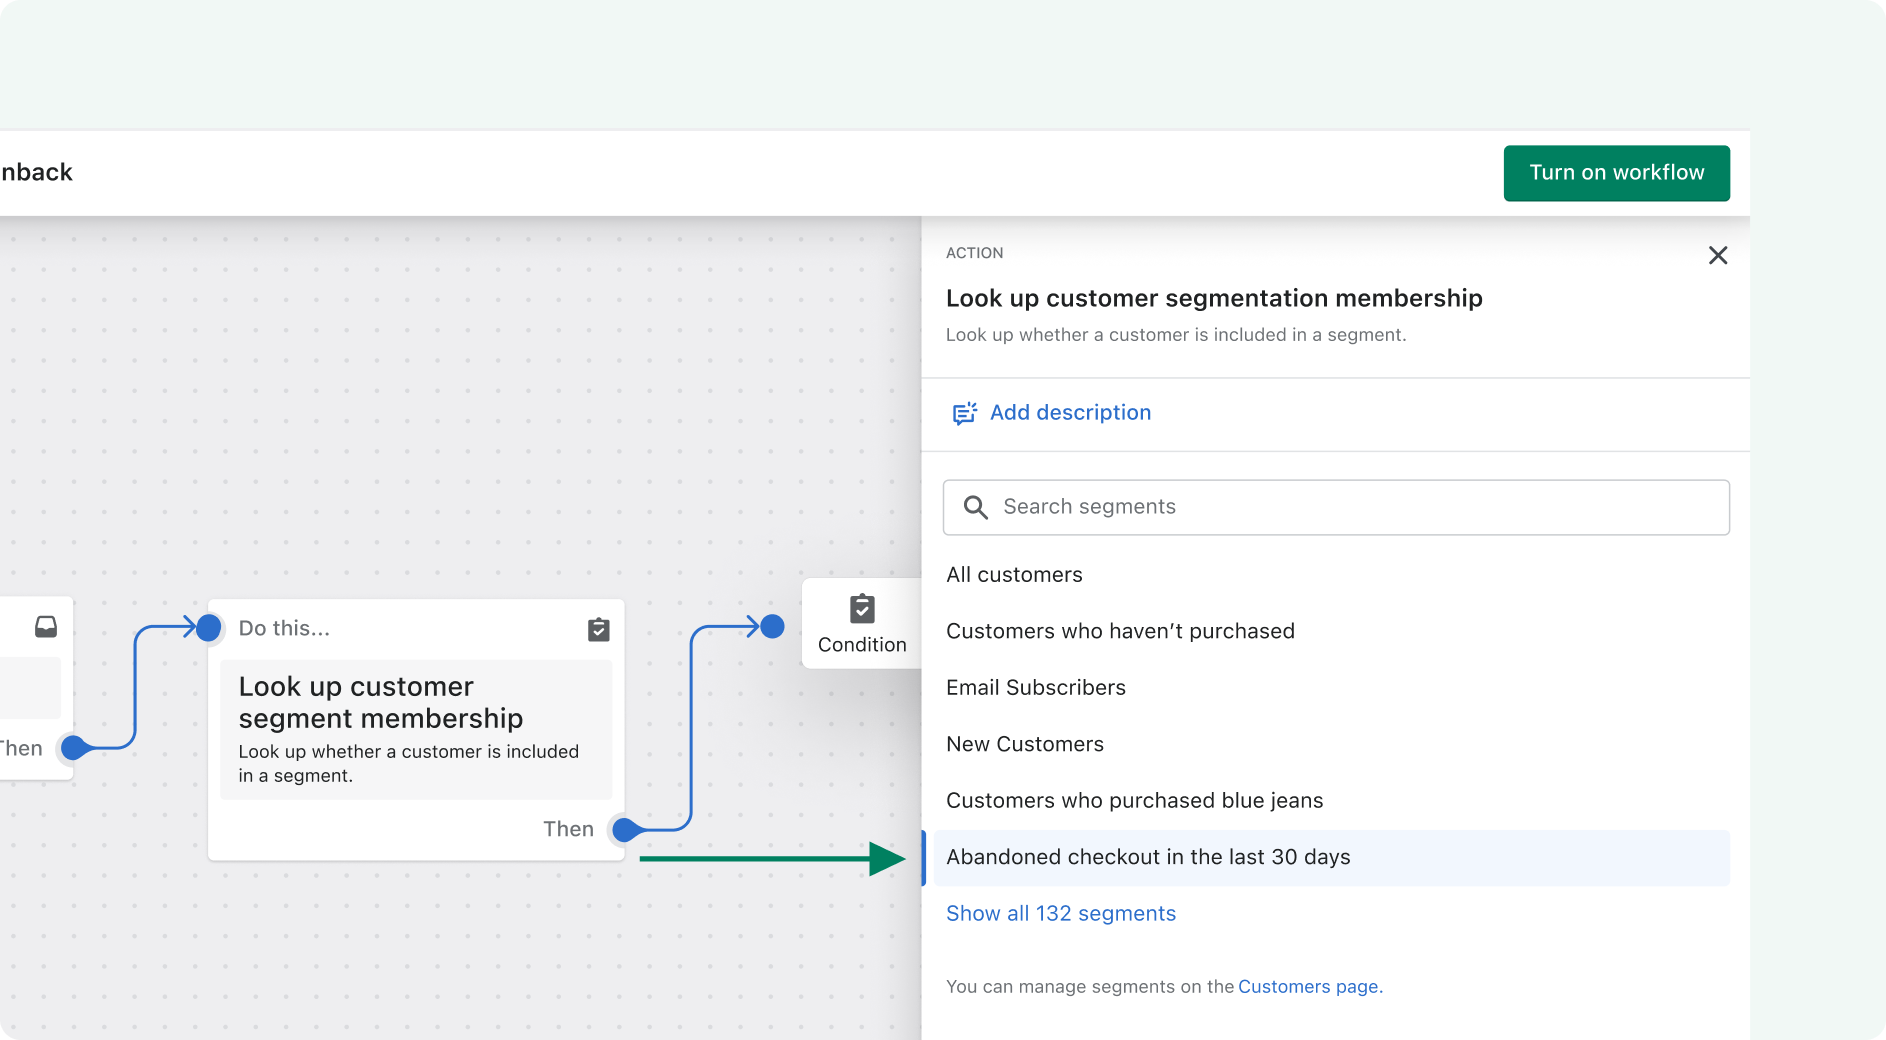 nback
Turn on workflow
Then
Do this...
Look up customer
segment membership
Look up whether a customer is included
in a segment.
Then
Condition
ACTION
Look up customer segmentation membership
Look up whether a customer is included in a segment.
Add description
Search segments
All customers
Customers who haven’t purchased
Email Subscribers
New Customers
Customers who purchased blue jeans
Abandoned checkout in the last 30 days
Show all 132 segments
You can manage segments on the Customers page.